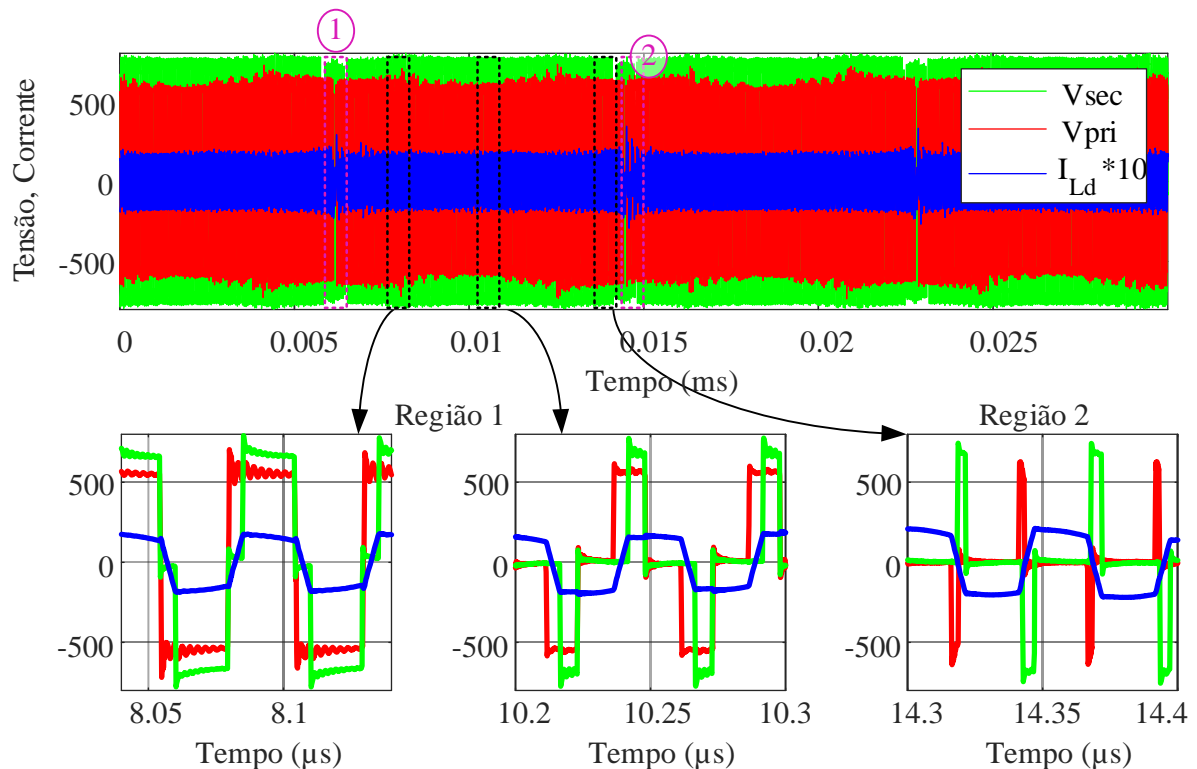 1
2
500
0
-500
Tensão, Corrente
Vsec
Vpri
I_Ld *10
0 0.005 0.01 0.015 0.02 0.025
Tempo (ms)
Região 1
Região 2
500
0
-500
8.05 8.1
Tempo (µs)
500
0
-500
10.2 10.25 10.3
Tempo (µs)
500
0
-500
14.3 14.35 14.4
Tempo (µs)